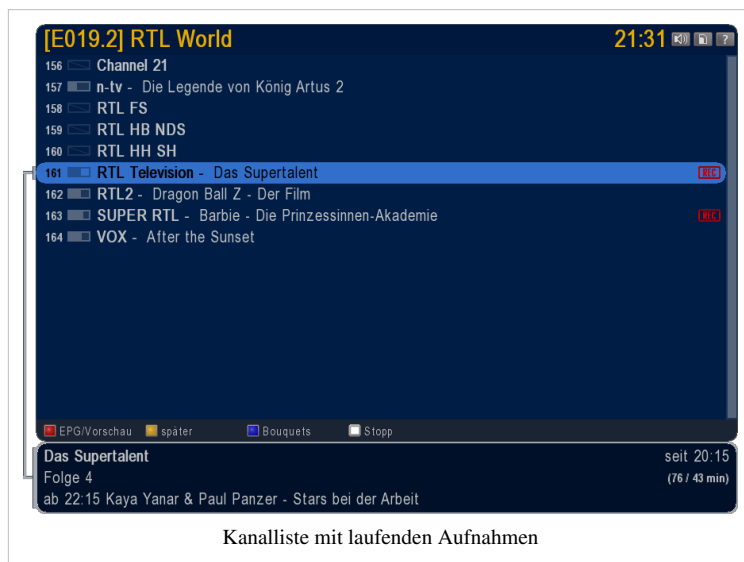 [E019.2] RTL World 21:31 ?
156 Channel 21
157 n-tv - Die Legende von König Artus 2
158 RTL FS
159 RTL HB NDS
160 RTL HH SH
161 RTL Television - Das Supertalent REC
162 RTL2 - Dragon Ball Z - Der Film
163 SUPER RTL - Barbie - Die Prinzessinnen-Akademie REC
164 VOX - After the Sunset
EPG/Vorschau später Bouquets Stopp
Das Supertalent seit 20:15
Folge 4 (76 / 43 min)
ab 22:15 Kaya Yanar & Paul Panzer - Stars bei der Arbeit
Kanalliste mit laufenden Aufnahmen